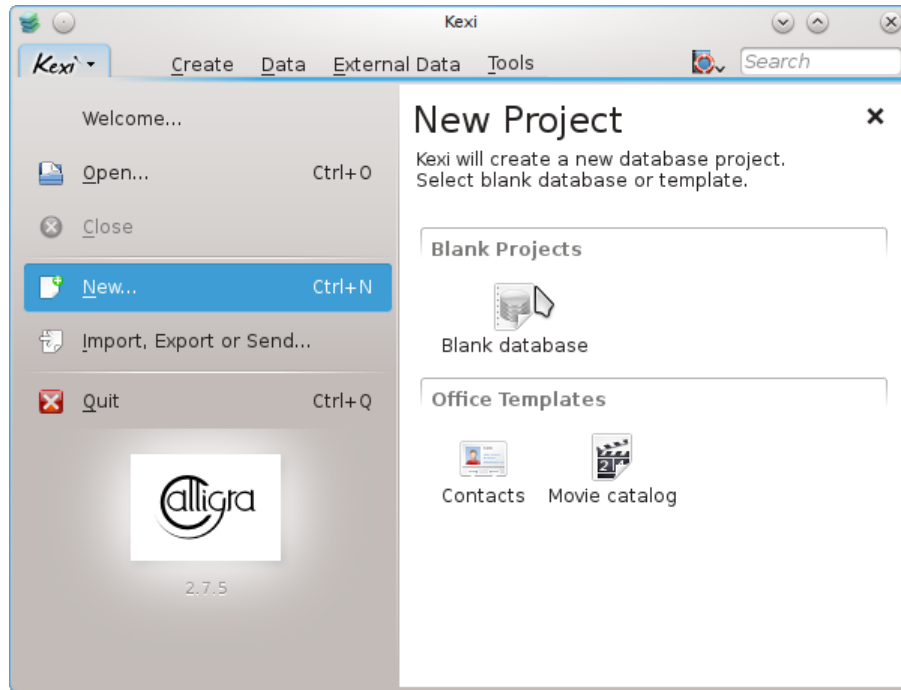 Kexi
Kexi Create Data External Data Tools Search
Welcome...
Open... Ctrl+O
Close
New... Ctrl+N
Import, Export or Send...
Quit Ctrl+Q
Calligra
2.7.5
New Project
Kexi will create a new database project.
Select blank database or template.
Blank Projects
Blank database
Office Templates
Contacts Movie catalog